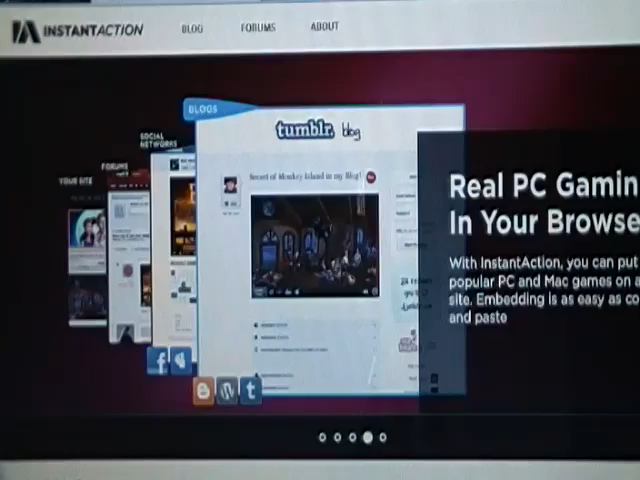 INSTANTACTION
BLOG
FORUMS
ABOUT
BLOGS
tumblr. blog
SOCIAL
NETWORKS
FORUMS
YOUR SITE
Secret of Monkey Island in my Blog!
Real PC Gamin
In Your Browse
With InstantAction, you can put
popular PC and Mac games on a
site. Embedding is as easy as co
and paste